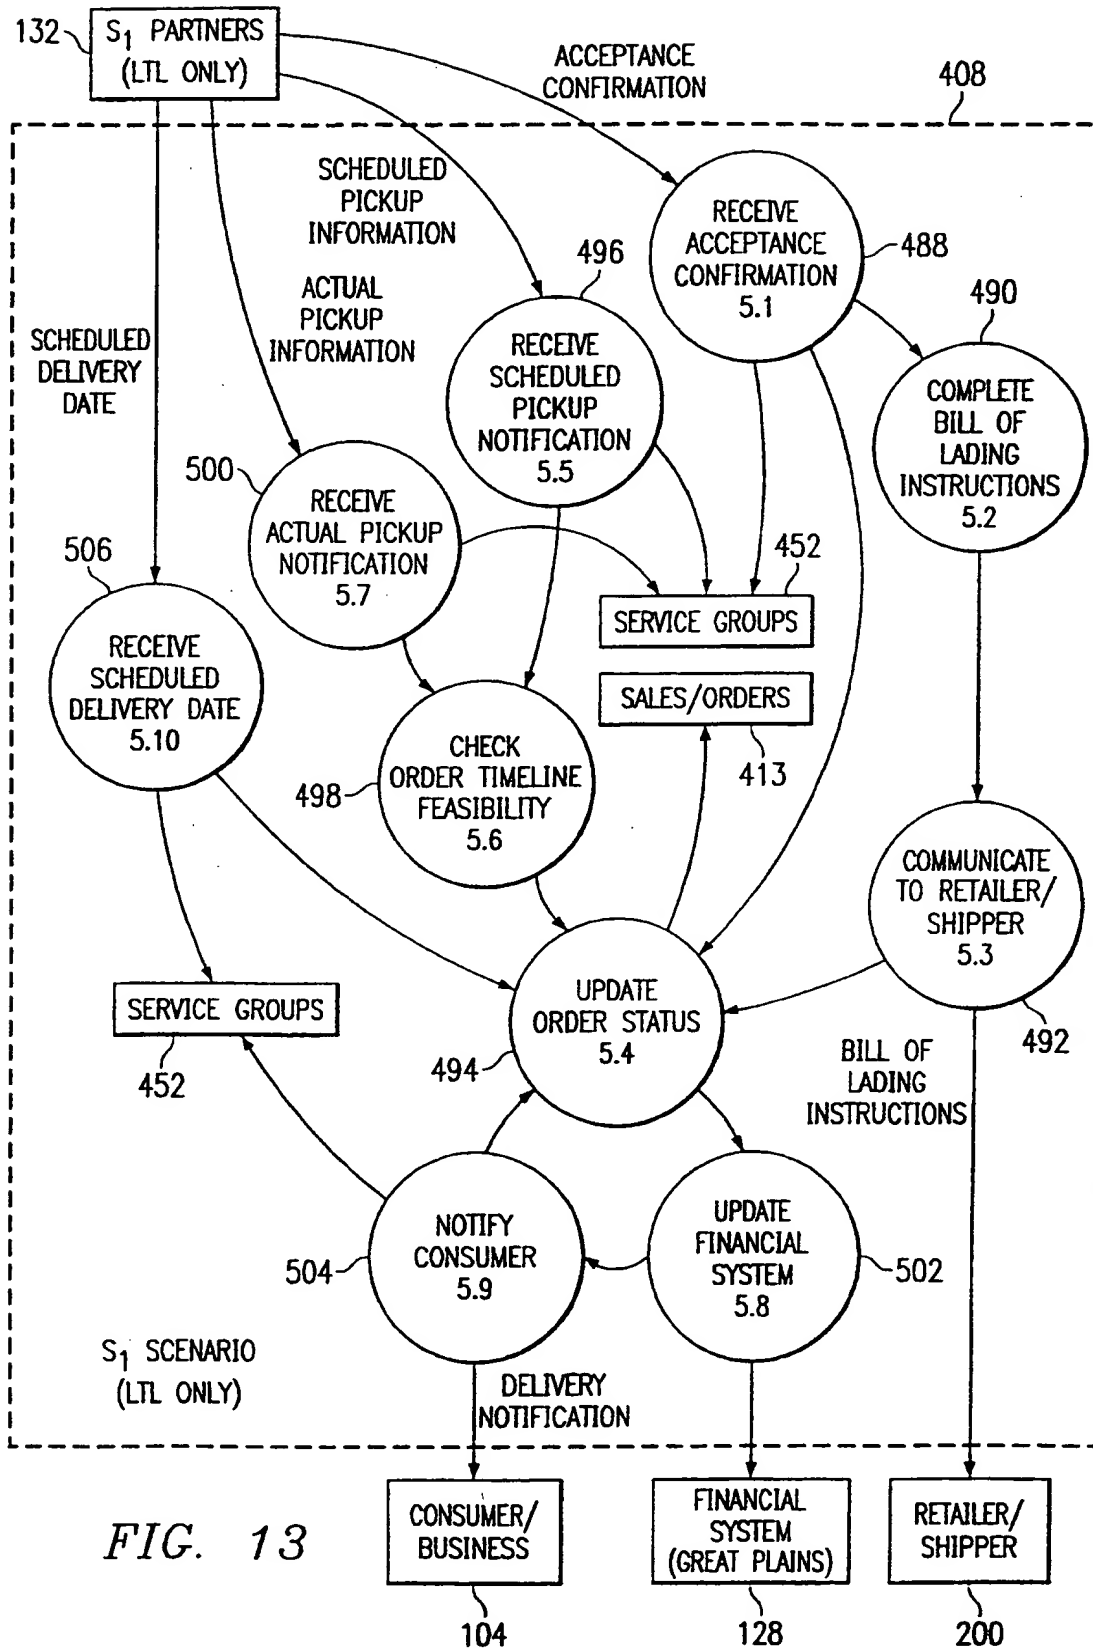 132
S1 PARTNERS
(LTL ONLY)
ACCEPTANCE
CONFIRMATION
408
SCHEDULED
PICKUP
INFORMATION
RECEIVE
ACCEPTANCE
CONFIRMATION
5.1
488
496
490
ACTUAL
PICKUP
INFORMATION
SCHEDULED
DELIVERY
DATE
RECEIVE
SCHEDULED
PICKUP
NOTIFICATION
5.5
COMPLETE
BILL OF
LADING
INSTRUCTIONS
5.2
500
RECEIVE
ACTUAL PICKUP
NOTIFICATION
5.7
506
452
SERVICE GROUPS
RECEIVE
SCHEDULED
DELIVERY DATE
5.10
SALES/ORDERS
413
CHECK
ORDER TIMELINE
FEASIBILITY
5.6
498
COMMUNICATE
TO RETAILER/
SHIPPER
5.3
492
SERVICE GROUPS
452
UPDATE
ORDER STATUS
5.4
494
BILL OF
LADING
INSTRUCTIONS
NOTIFY
CONSUMER
5.9
504
UPDATE
FINANCIAL
SYSTEM
5.8
502
S1 SCENARIO
(LTL ONLY)
DELIVERY
NOTIFICATION
FIG. 13
CONSUMER/
BUSINESS
104
FINANCIAL
SYSTEM
(GREAT PLAINS)
128
RETAILER/
SHIPPER
200